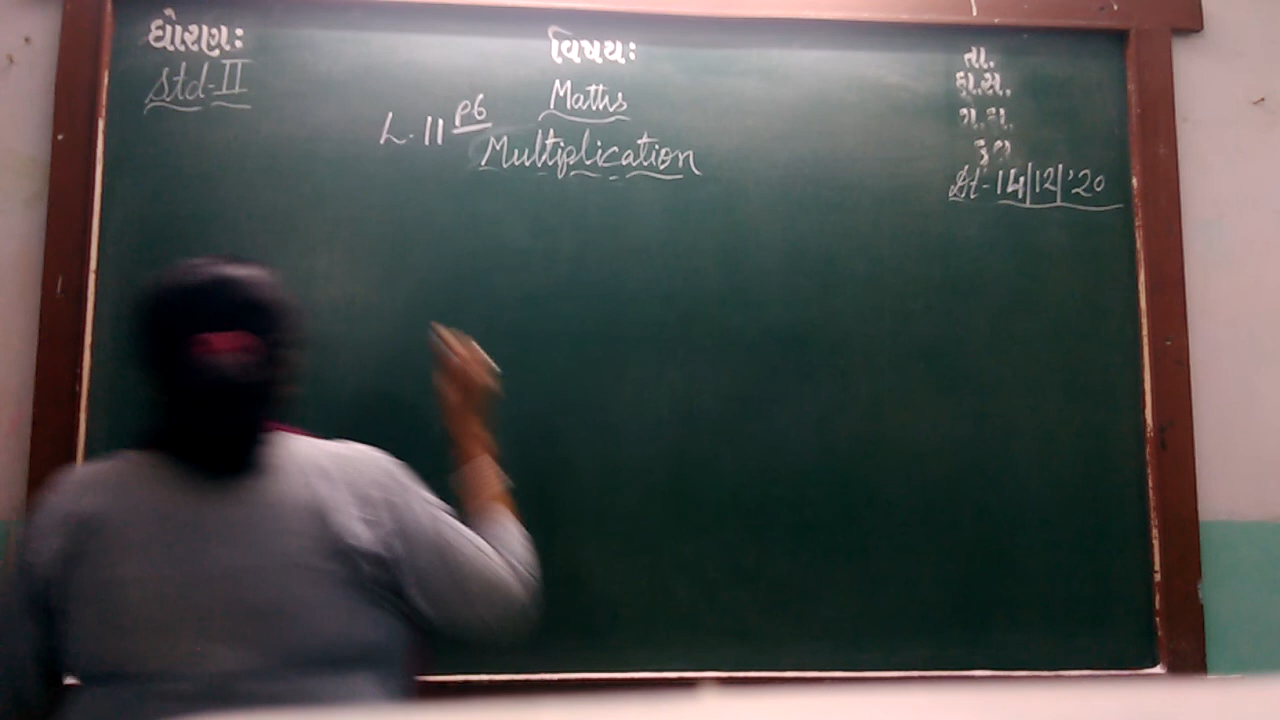 ધોરણ:
Std-II
વિષય:
Maths
L.11 P6
Multiplication
તા.
હા.સ.
ગે.હા.
કુલ
Dt-14/12/'20